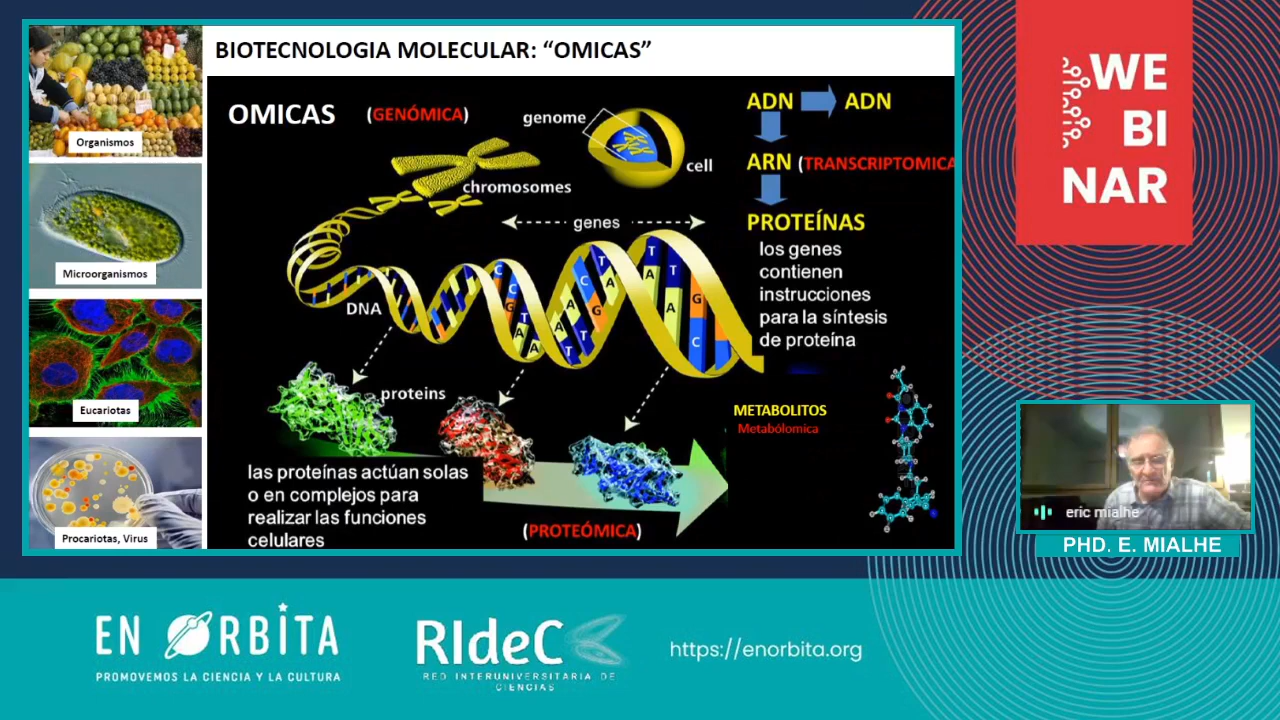 BIOTECNOLOGIA MOLECULAR: “OMICAS”
Organismos
Microorganismos
Eucariotas
Procariotas, Virus
OMICAS
(GENÓMICA)
genome
cell
chromosomes
genes
DNA
C
C
G
T
A
A
A
T
A
C
T
G
T
A
T
A
T
A
G
C
proteins
ADN
ADN
ARN (TRANSCRIPTOMICA
PROTEÍNAS
los genes
contienen
instrucciones
para la síntesis
de proteína
METABOLITOS
Metabólomica
las proteínas actúan solas
o en complejos para
realizar las funciones
celulares
(PROTEÓMICA)
WE
BI
NAR
eric mialhe
PHD. E. MIALHE
EN ORBITA
PROMOVEMOS LA CIENCIA Y LA CULTURA
RIdeC
RED INTERUNIVERSITARIA DE
CIENCIAS
https://enorbita.org